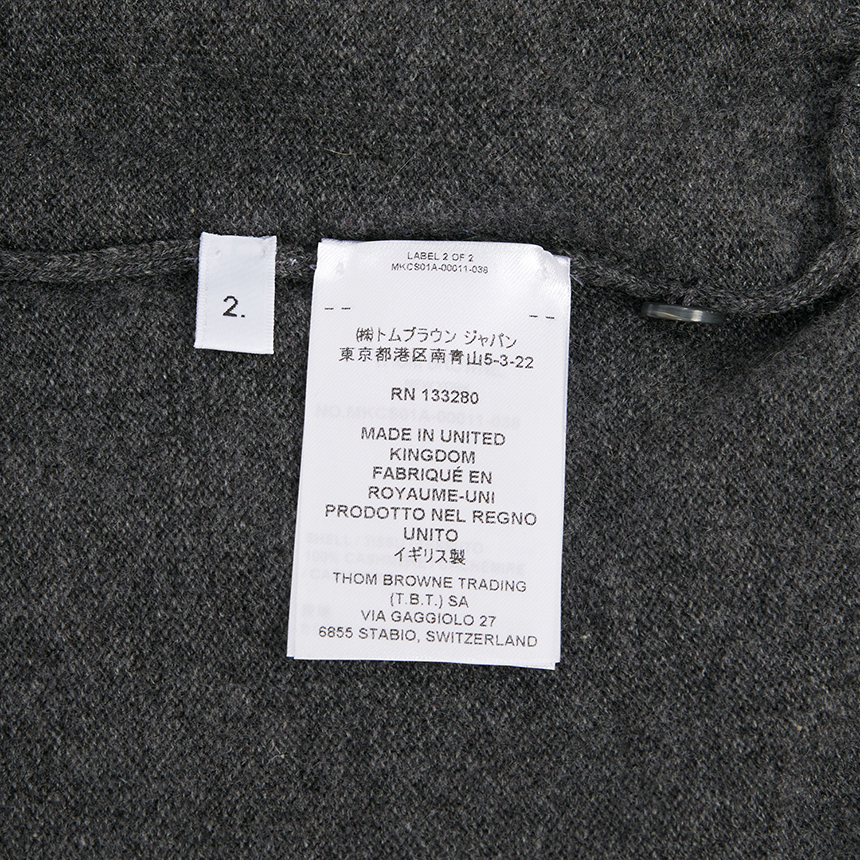 2.
LABEL 2 OF 2
MKCS01A-00011-036
(株)トムブラウン ジャパン
東京都港区南青山5-3-22
RN 133280
MADE IN UNITED
KINGDOM
FABRIQUÉ EN
ROYAUME-UNI
PRODOTTO NEL REGNO
UNITO
イギリス製
THOM BROWNE TRADING
(T.B.T.) SA
VIA GAGGIOLO 27
6855 STABIO, SWITZERLAND